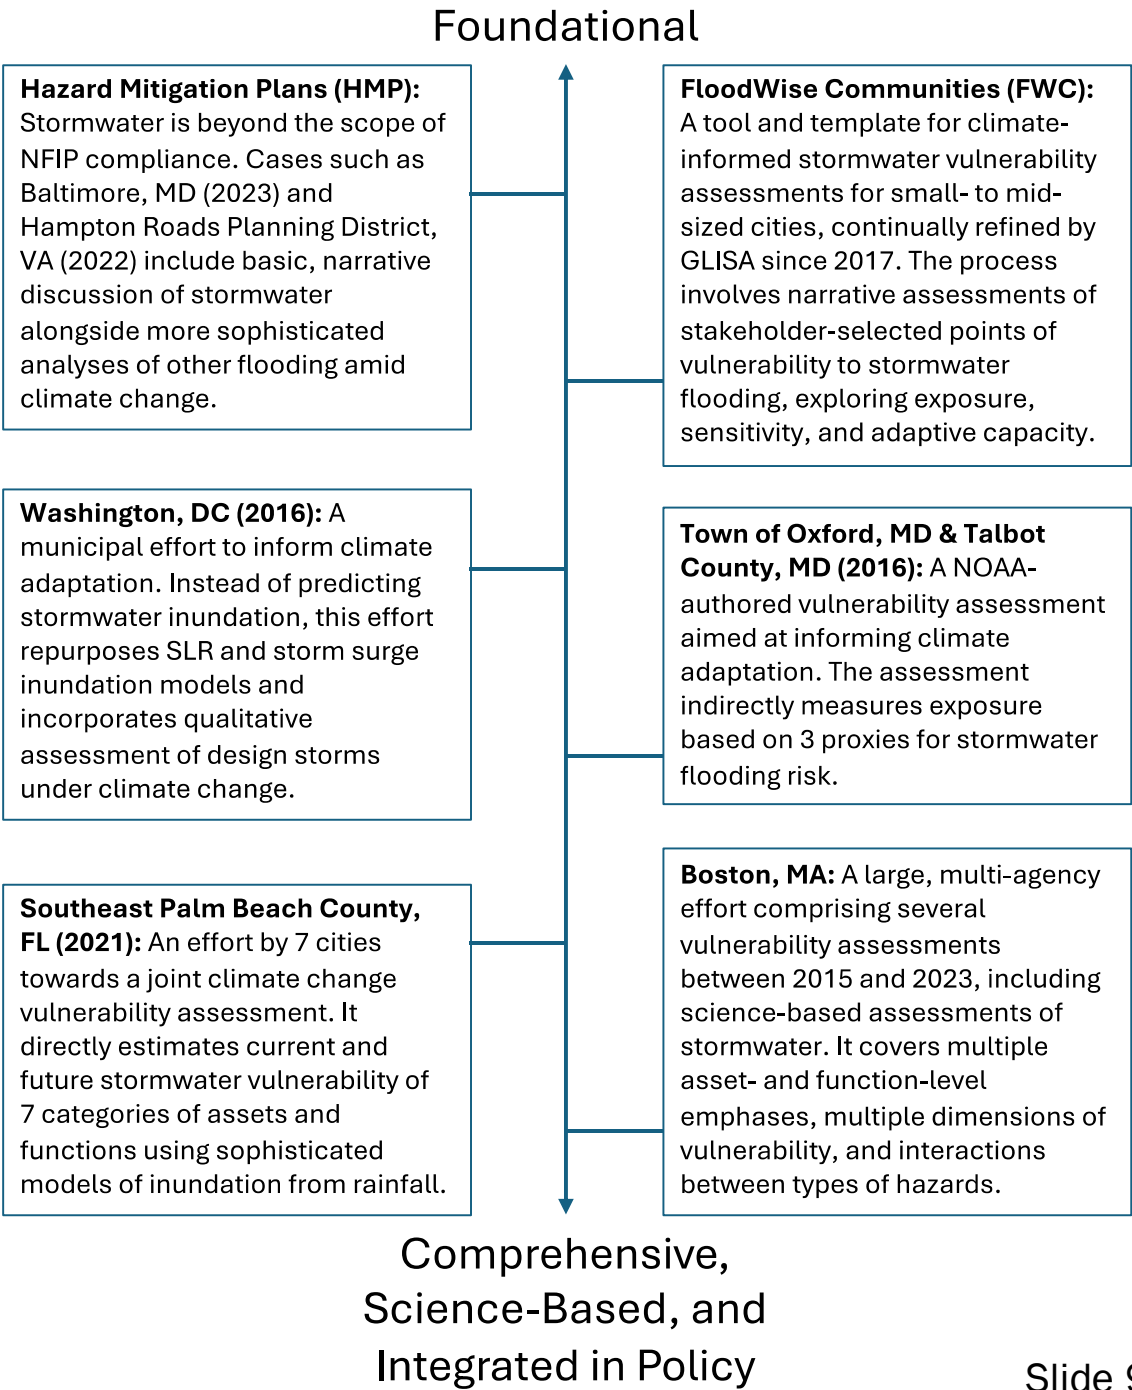 Foundational
Hazard Mitigation Plans (HMP):
Stormwater is beyond the scope of
NFIP compliance. Cases such as
Baltimore, MD (2023) and
Hampton Roads Planning District,
VA (2022) include basic, narrative
discussion of stormwater
alongside more sophisticated
analyses of other flooding amid
climate change.
FloodWise Communities (FWC):
A tool and template for climate-
informed stormwater vulnerability
assessments for small- to mid-
sized cities, continually refined by
GLISA since 2017. The process
involves narrative assessments of
stakeholder-selected points of
vulnerability to stormwater
flooding, exploring exposure,
sensitivity, and adaptive capacity.
Washington, DC (2016): A
municipal effort to inform climate
adaptation. Instead of predicting
stormwater inundation, this effort
repurposes SLR and storm surge
inundation models and
incorporates qualitative
assessment of design storms
under climate change.
Town of Oxford, MD & Talbot
County, MD (2016): A NOAA-
authored vulnerability assessment
aimed at informing climate
adaptation. The assessment
indirectly measures exposure
based on 3 proxies for stormwater
flooding risk.
Southeast Palm Beach County,
FL (2021): An effort by 7 cities
towards a joint climate change
vulnerability assessment. It
directly estimates current and
future stormwater vulnerability of
7 categories of assets and
functions using sophisticated
models of inundation from rainfall.
Boston, MA: A large, multi-agency
effort comprising several
vulnerability assessments
between 2015 and 2023, including
science-based assessments of
stormwater. It covers multiple
asset- and function-level
emphases, multiple dimensions of
vulnerability, and interactions
between types of hazards.
Comprehensive,
Science-Based, and
Integrated in Policy
Slide 9